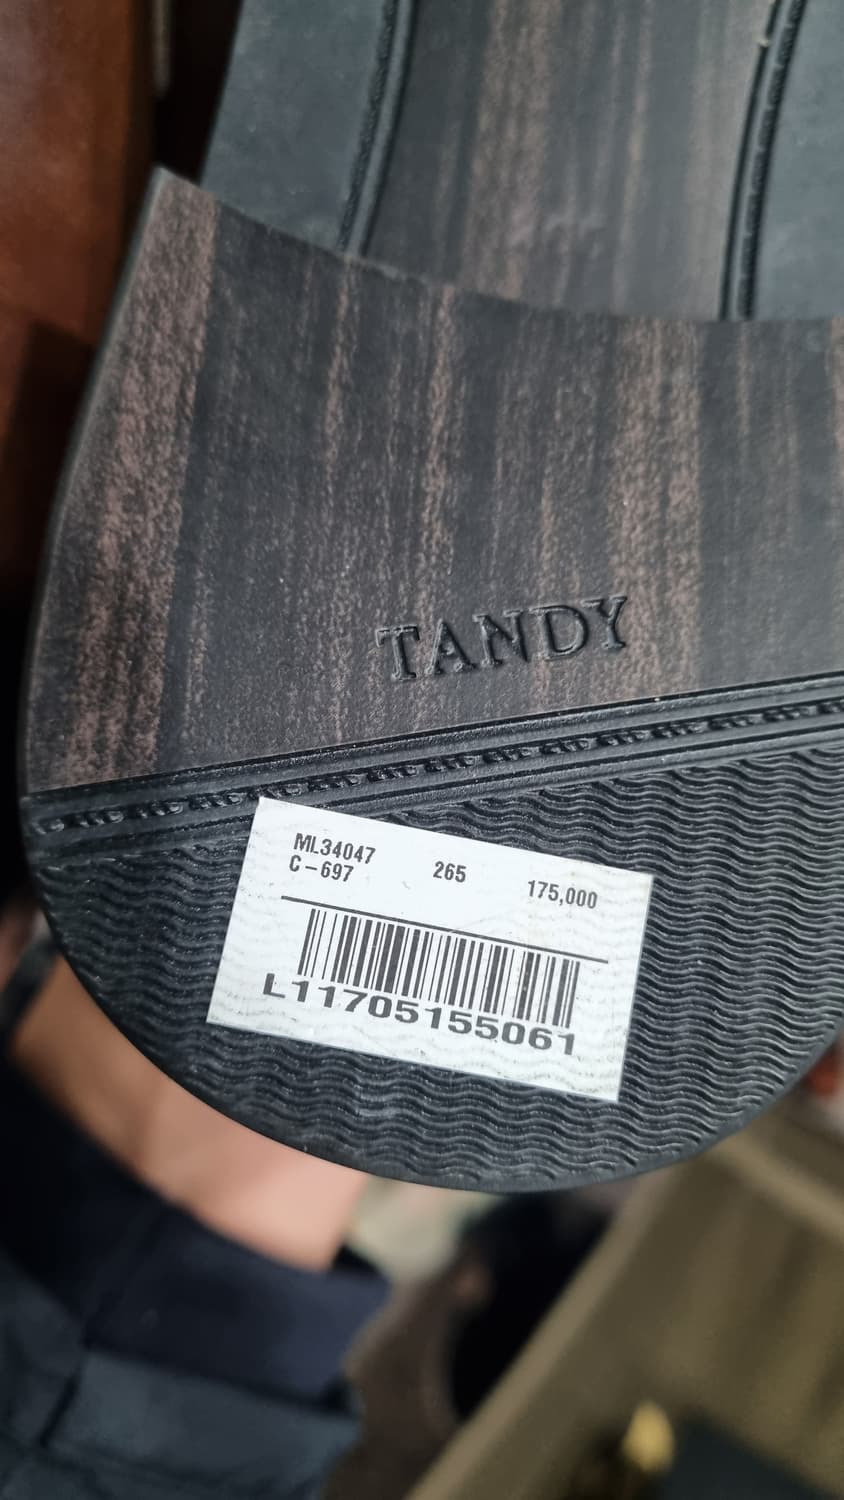 TANDY
ML34047
C-697 265 175,000
L11705155061